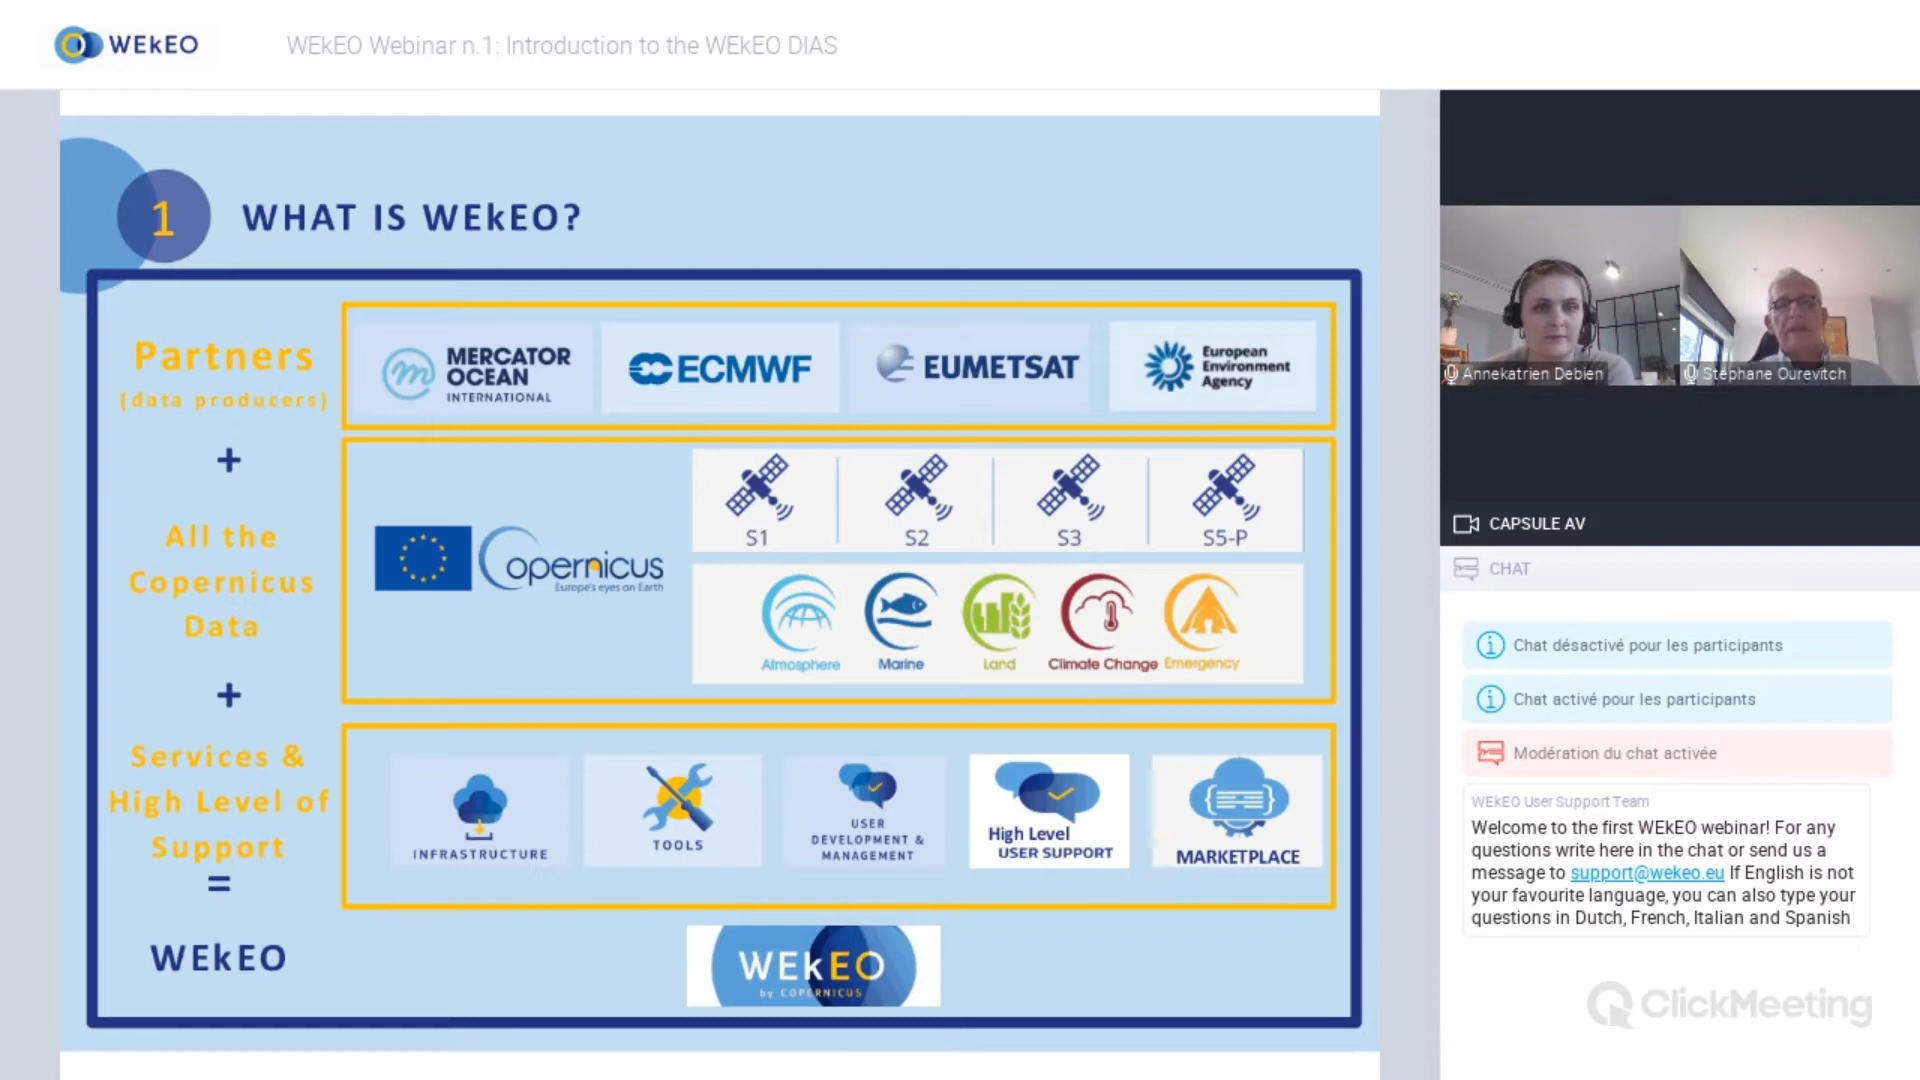 WEkEO
WEkEO Webinar n.1: Introduction to the WEkEO DIAS
1
WHAT IS WEkEO?
Partners
(data producers)
+
All the
Copernicus
Data
+
Services &
High Level of
Support
=
WEkEO
MERCATOR
OCEAN
INTERNATIONAL
ECMWF
EUMETSAT
European
Environment
Agency
opernicus
Europe's eyes on Earth
S1
S2
S3
S5-P
Atmosphere
Marine
Land
Climate Change
Emergency
INFRASTRUCTURE
TOOLS
USER
DEVELOPMENT &
MANAGEMENT
High Level
USER SUPPORT
MARKETPLACE
WEkEO
by COPERNICUS
Annekatrien Debien
Stéphane Ourevitch
CAPSULE AV
CHAT
Chat désactivé pour les participants
Chat activé pour les participants
Modération du chat activée
WEkEO User Support Team
Welcome to the first WEkEO webinar! For any
questions write here in the chat or send us a
message to support@wekeo.eu If English is not
your favourite language, you can also type your
questions in Dutch, French, Italian and Spanish
ClickMeeting